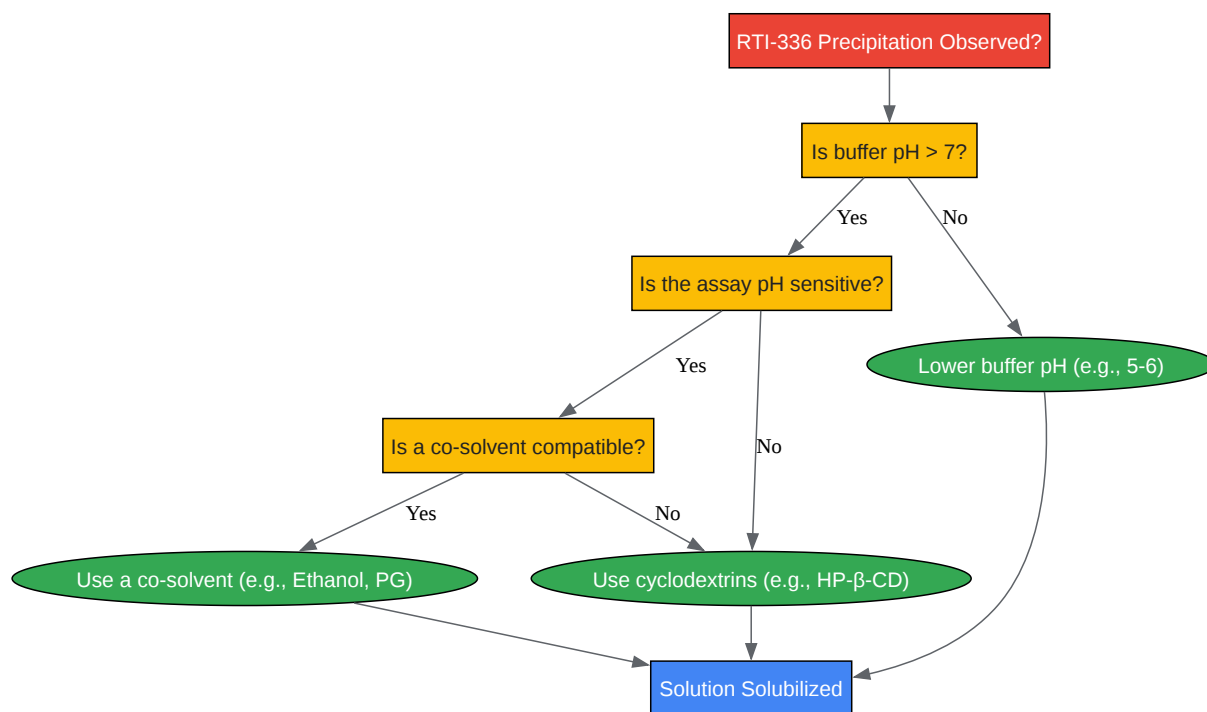 RTI-336 Precipitation Observed?
Is buffer pH > 7?
Yes
No
Is the assay pH sensitive?
Yes
Lower buffer pH (e.g., 5-6)
Is a co-solvent compatible?
No
Yes
No
Use a co-solvent (e.g., Ethanol, PG)
Use cyclodextrins (e.g., HP-β-CD)
Solution Solubilized